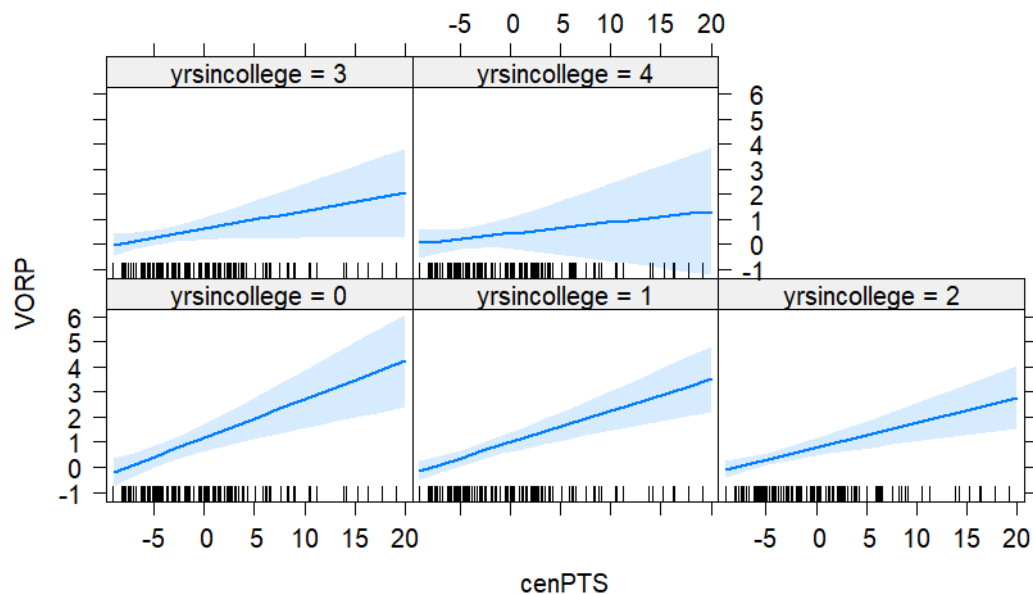 -5 0 5 10 15 20
yrsincollege = 3 yrsincollege = 4
6
5
4
3
2
1
0
-1
VORP
yrsincollege = 0 yrsincollege = 1 yrsincollege = 2
6
5
4
3
2
1
0
-1
-5 0 5 10 15 20 -5 0 5 10 15 20
cenPTS